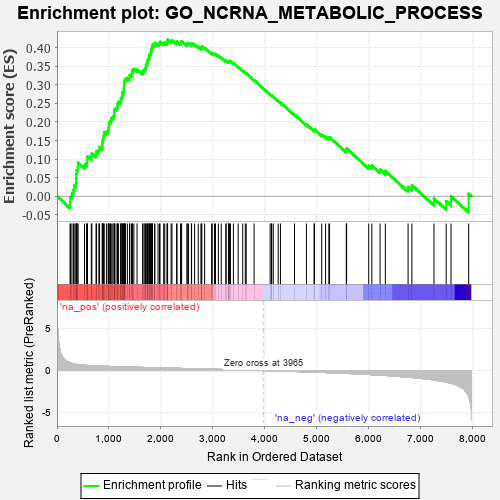 Enrichment plot: GO_NCRNA_METABOLIC_PROCESS
Enrichment score (ES)
0.40
0.35
0.30
0.25
0.20
0.15
0.10
0.05
0.00
-0.05
'na_pos' (positively correlated)
Ranked list metric (PreRanked)
5
0
-5
Zero cross at 3965
'na_neg' (negatively correlated)
0
1,000
2,000
3,000
4,000
5,000
6,000
7,000
8,000
Rank in Ordered Dataset
Enrichment profile
Hits
Ranking metric scores